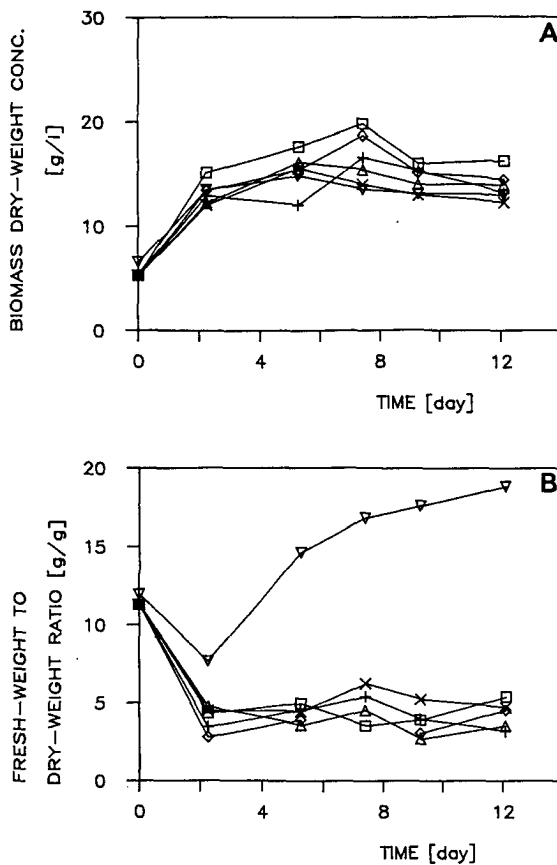 A
BIOMASS DRY-WEIGHT CONC.
[g/l]
30
20
10
0
0 4 8 12
TIME [day]
B
FRESH-WEIGHT TO
DRY-WEIGHT RATIO [g/g]
20
15
10
5
0
0 4 8 12
TIME [day]